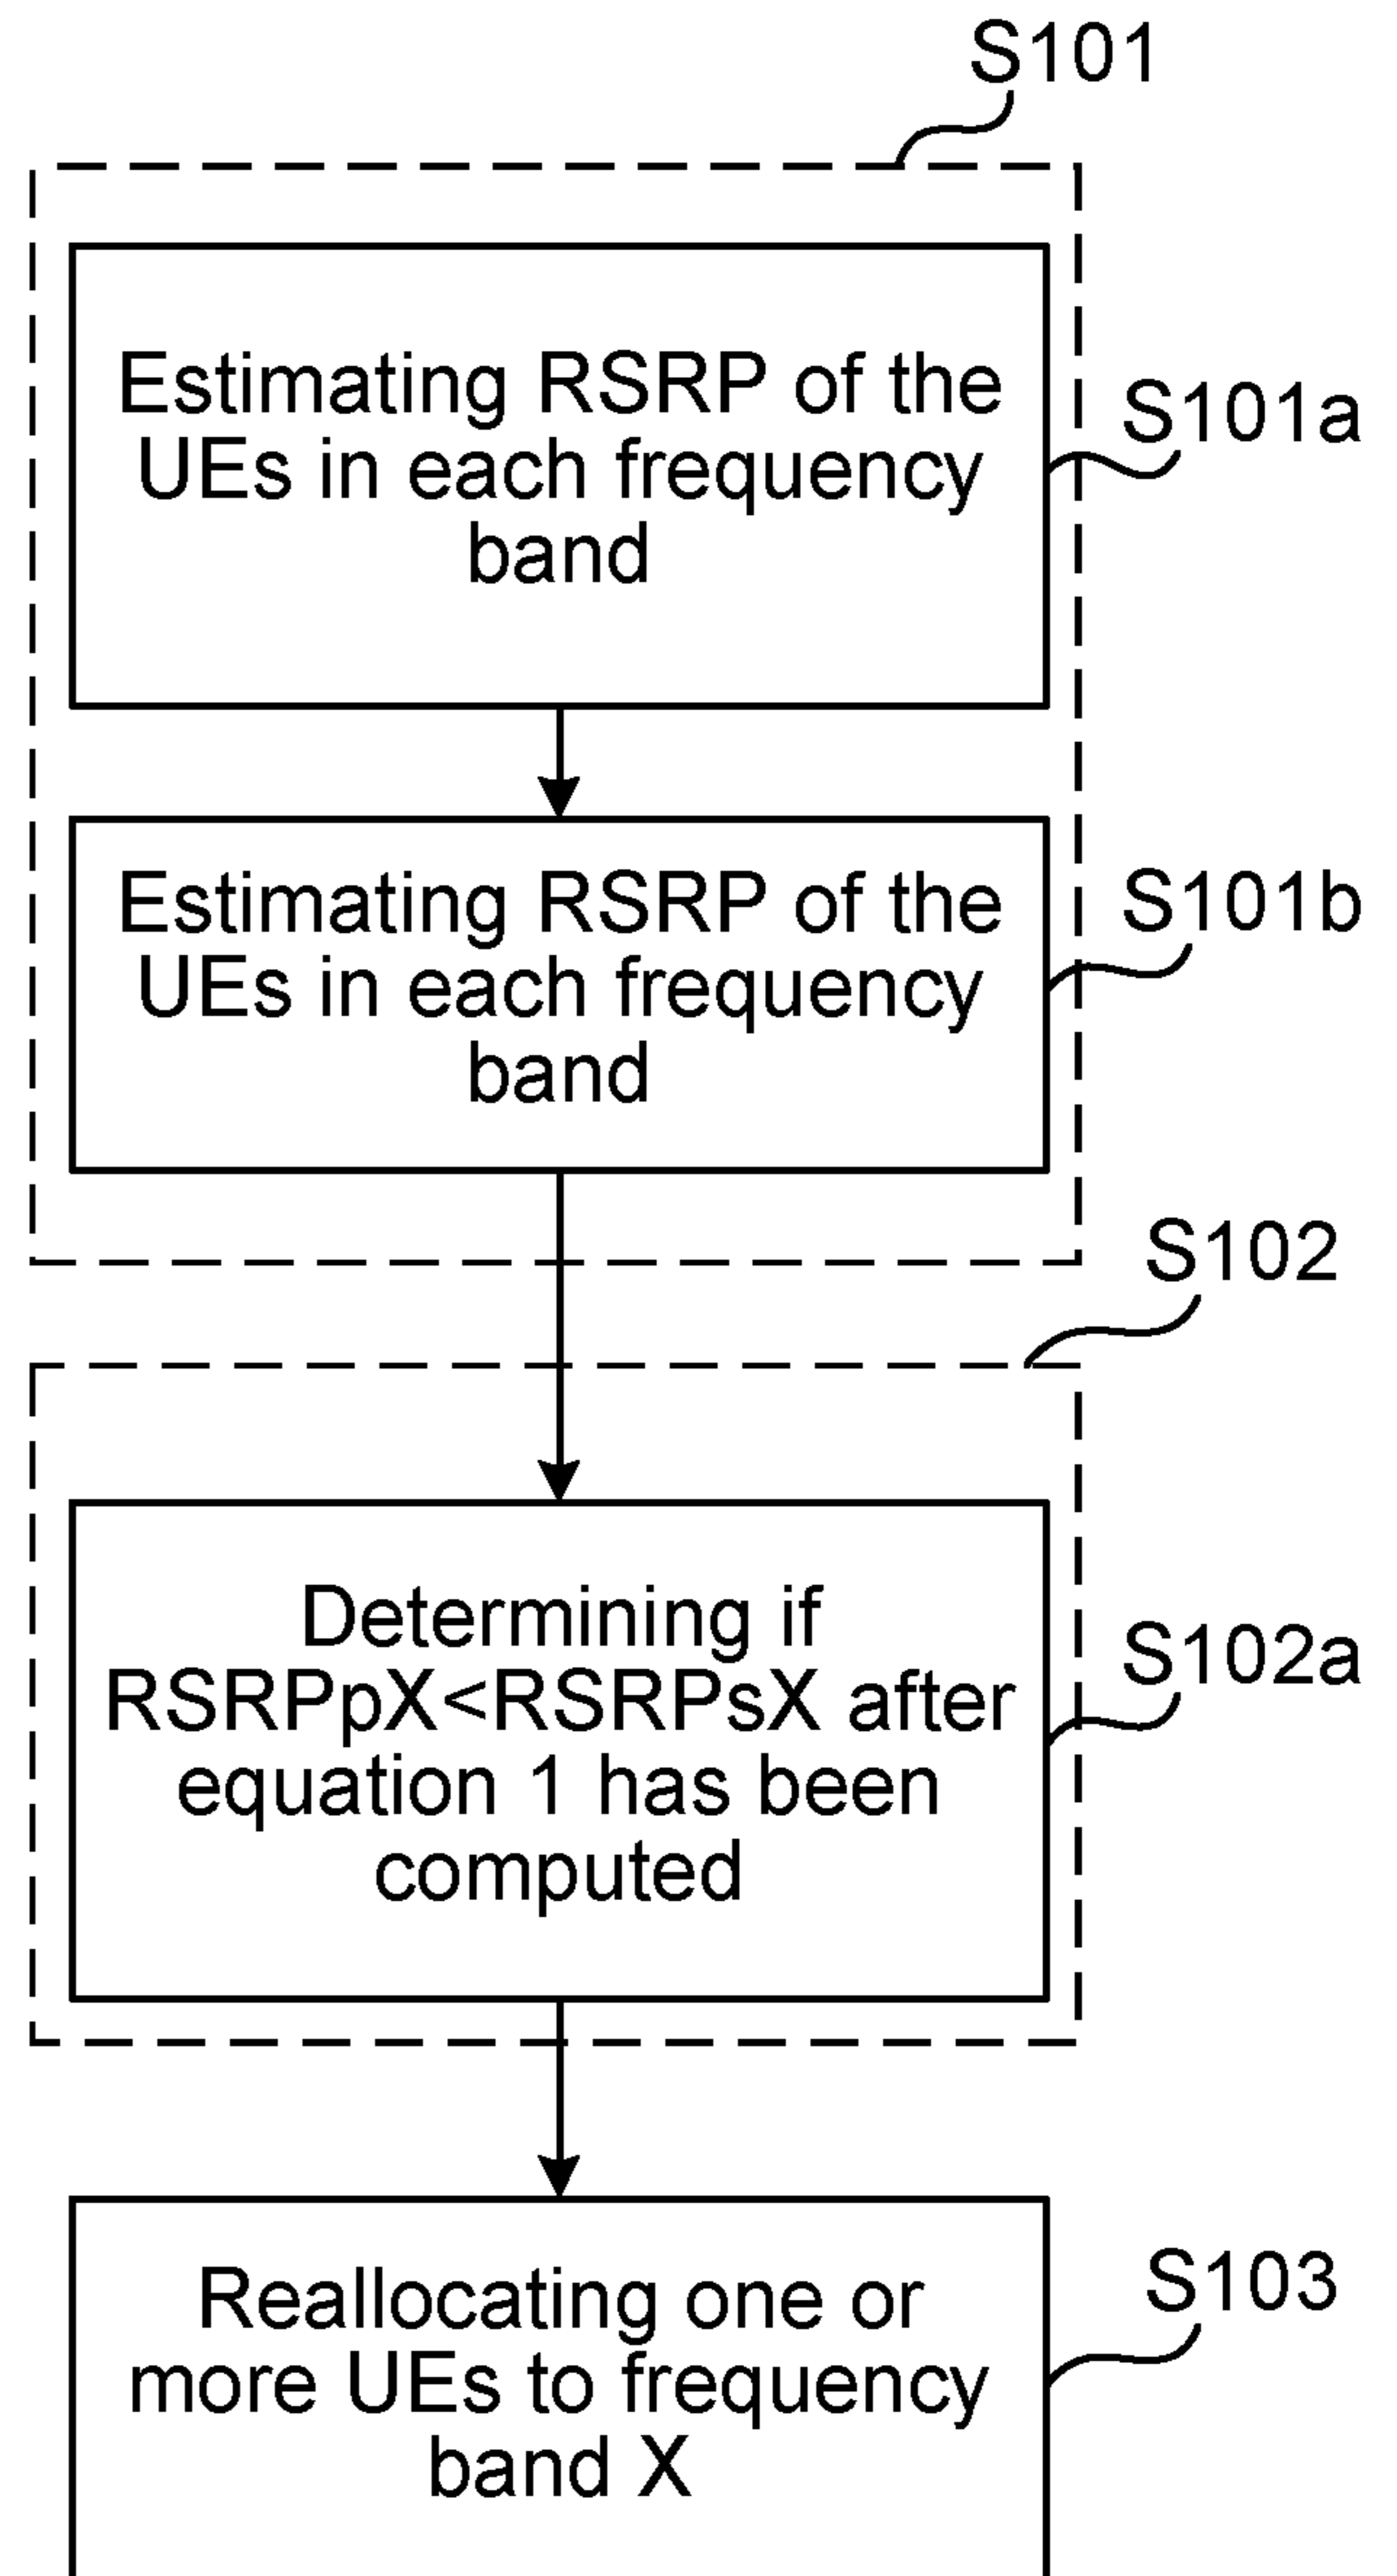 S101
Estimating RSRP of the
UEs in each frequency
band
S101a
Estimating RSRP of the
UEs in each frequency
band
S101b
S102
Determining if
RSRPpX<RSRPsX after
equation 1 has been
computed
S102a
Reallocating one or
more UEs to frequency
band X
S103